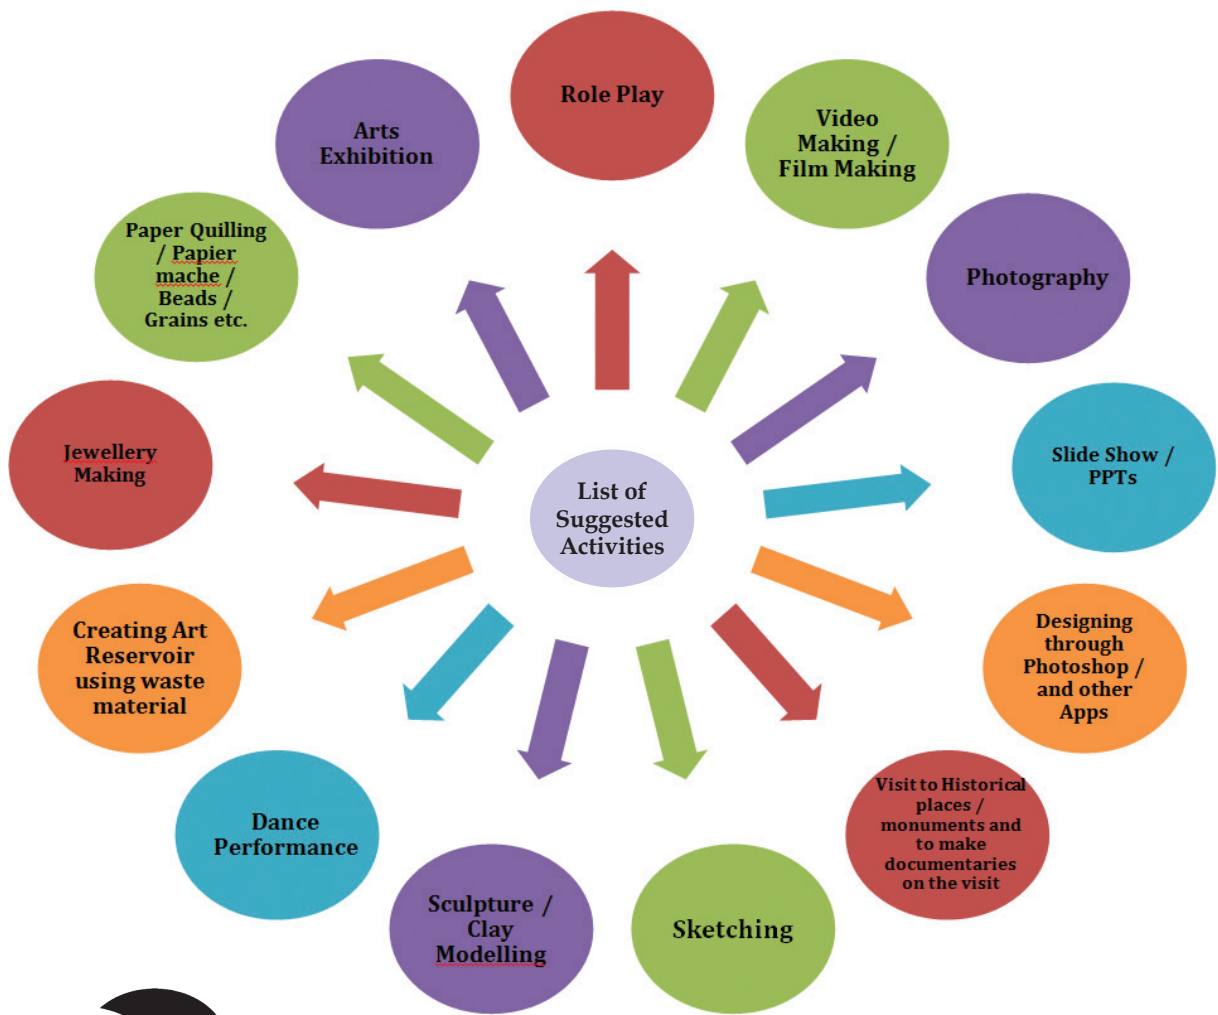 Role Play
Video
Making /
Film Making
Photography
Slide Show /
PPTs
Designing
through
Photoshop /
and other
Apps
Visit to Historical
places /
monuments and
to make
documentaries
on the visit
Sketching
Sculpture /
Clay
Modelling
Dance
Performance
Creating Art
Reservoir
using waste
material
Jewellery
Making
Paper Quilling
/ Papier
mache /
Beads /
Grains etc.
Arts
Exhibition
List of
Suggested
Activities